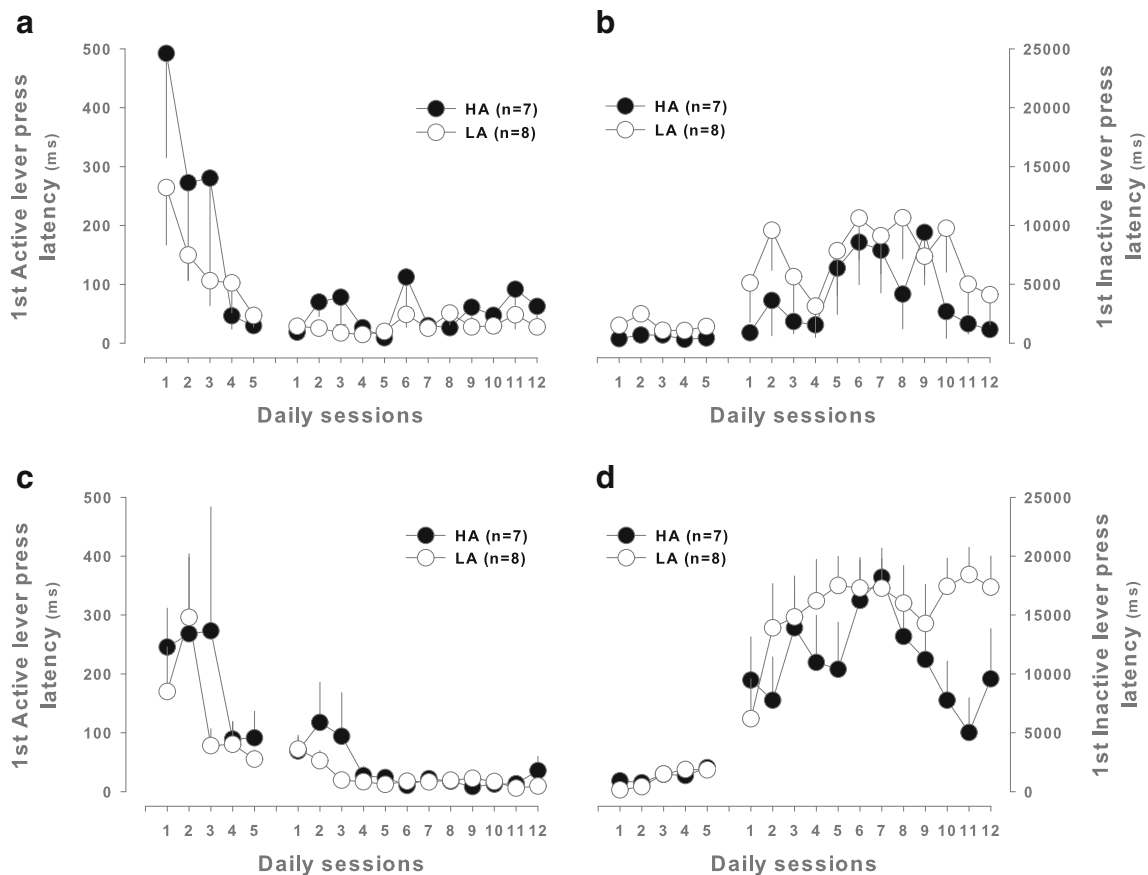 a
1st Active lever press
latency (ms)
500
400
300
200
100
0
HA (n=7)
LA (n=8)
1 2 3 4 5 1 2 3 4 5 6 7 8 9 10 11 12
Daily sessions
b
HA (n=7)
LA (n=8)
25000
20000
15000
10000
5000
0
1st Inactive lever press
latency (ms)
1 2 3 4 5 1 2 3 4 5 6 7 8 9 10 11 12
Daily sessions
c
1st Active lever press
latency (ms)
500
400
300
200
100
0
HA (n=7)
LA (n=8)
1 2 3 4 5 1 2 3 4 5 6 7 8 9 10 11 12
Daily sessions
d
HA (n=7)
LA (n=8)
25000
20000
15000
10000
5000
0
1st Inactive lever press
latency (ms)
1 2 3 4 5 1 2 3 4 5 6 7 8 9 10 11 12
Daily sessions